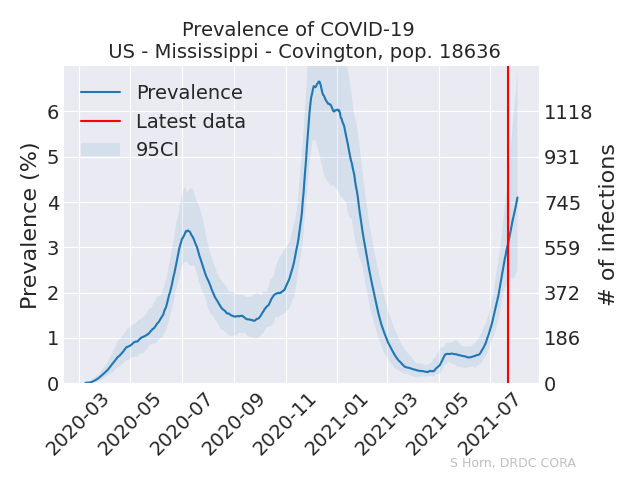 Prevalence of COVID-19
US - Mississippi - Covington, pop. 18636
Prevalence
Latest data
95CI
Prevalence (%)
6
5
4
3
2
1
0
1118
931
745
559
372
186
0
# of infections
2020-03
2020-05
2020-07
2020-09
2020-11
2021-01
2021-03
2021-05
2021-07
S Horn, DRDC CORA